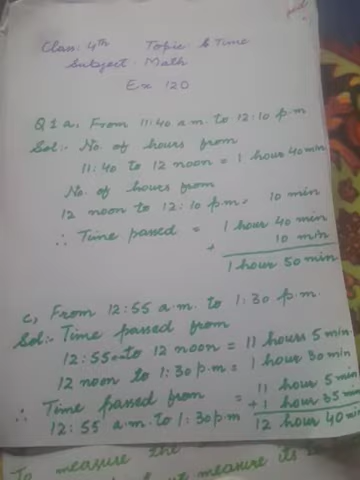 Class: 4th Topic 6 Time
Subject: Math
Ex 120
Q1 a, From 11:40 a.m. to 12:10 p.m
Sol:- No. of hours from
11:40 to 12 noon = 1 hour 40 min
No. of hours from
12 noon to 12:10 p.m = 10 min
∴ Time passed = 1 hour 40 min
+ 10 min
1 hour 50 min
c, From 12:55 a.m. to 1:30 p.m.
Sol:- Time passed from
12:55 to 12 noon = 11 hours 5 min
12 noon to 1:30 p.m = 1 hour 30 min
∴ Time passed from = 11 hour 5 min
12:55 a.m. to 1:30 p.m + 1 hour 35 min
12 hour 40 min
To measure the
measure its